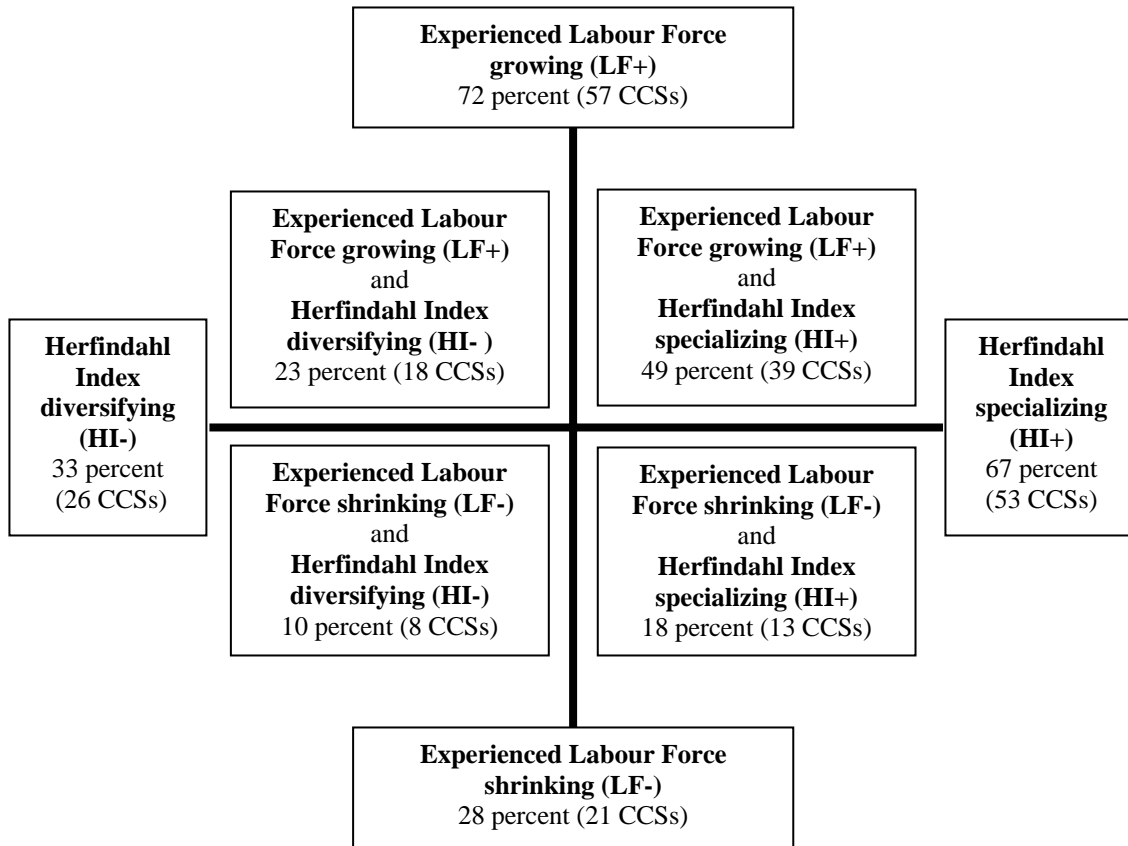 Experienced Labour Force
growing (LF+)
72 percent (57 CCSs)
Experienced Labour
Force growing (LF+)
and
Herfindahl Index
diversifying (HI- )
23 percent (18 CCSs)
Experienced Labour
Force growing (LF+)
and
Herfindahl Index
specializing (HI+)
49 percent (39 CCSs)
Herfindahl
Index
diversifying
(HI-)
33 percent
(26 CCSs)
Herfindahl
Index
specializing
(HI+)
67 percent
(53 CCSs)
Experienced Labour
Force shrinking (LF-)
and
Herfindahl Index
diversifying (HI-)
10 percent (8 CCSs)
Experienced Labour
Force shrinking (LF-)
and
Herfindahl Index
specializing (HI+)
18 percent (13 CCSs)
Experienced Labour Force
shrinking (LF-)
28 percent (21 CCSs)